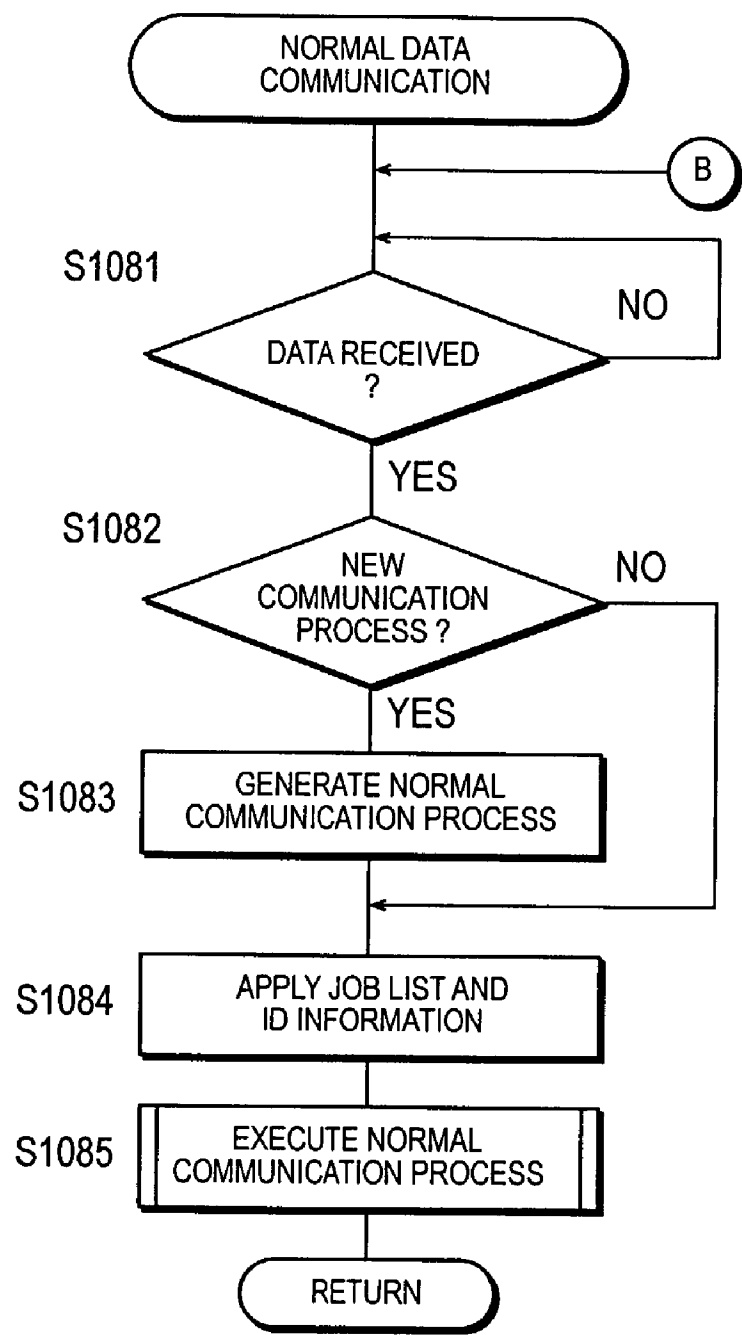 NORMAL DATA
COMMUNICATION
B
S1081
NO
DATA RECEIVED
?
YES
S1082
NEW
COMMUNICATION
PROCESS ?
NO
YES
S1083
GENERATE NORMAL
COMMUNICATION PROCESS
S1084
APPLY JOB LIST AND
ID INFORMATION
S1085
EXECUTE NORMAL
COMMUNICATION PROCESS
RETURN